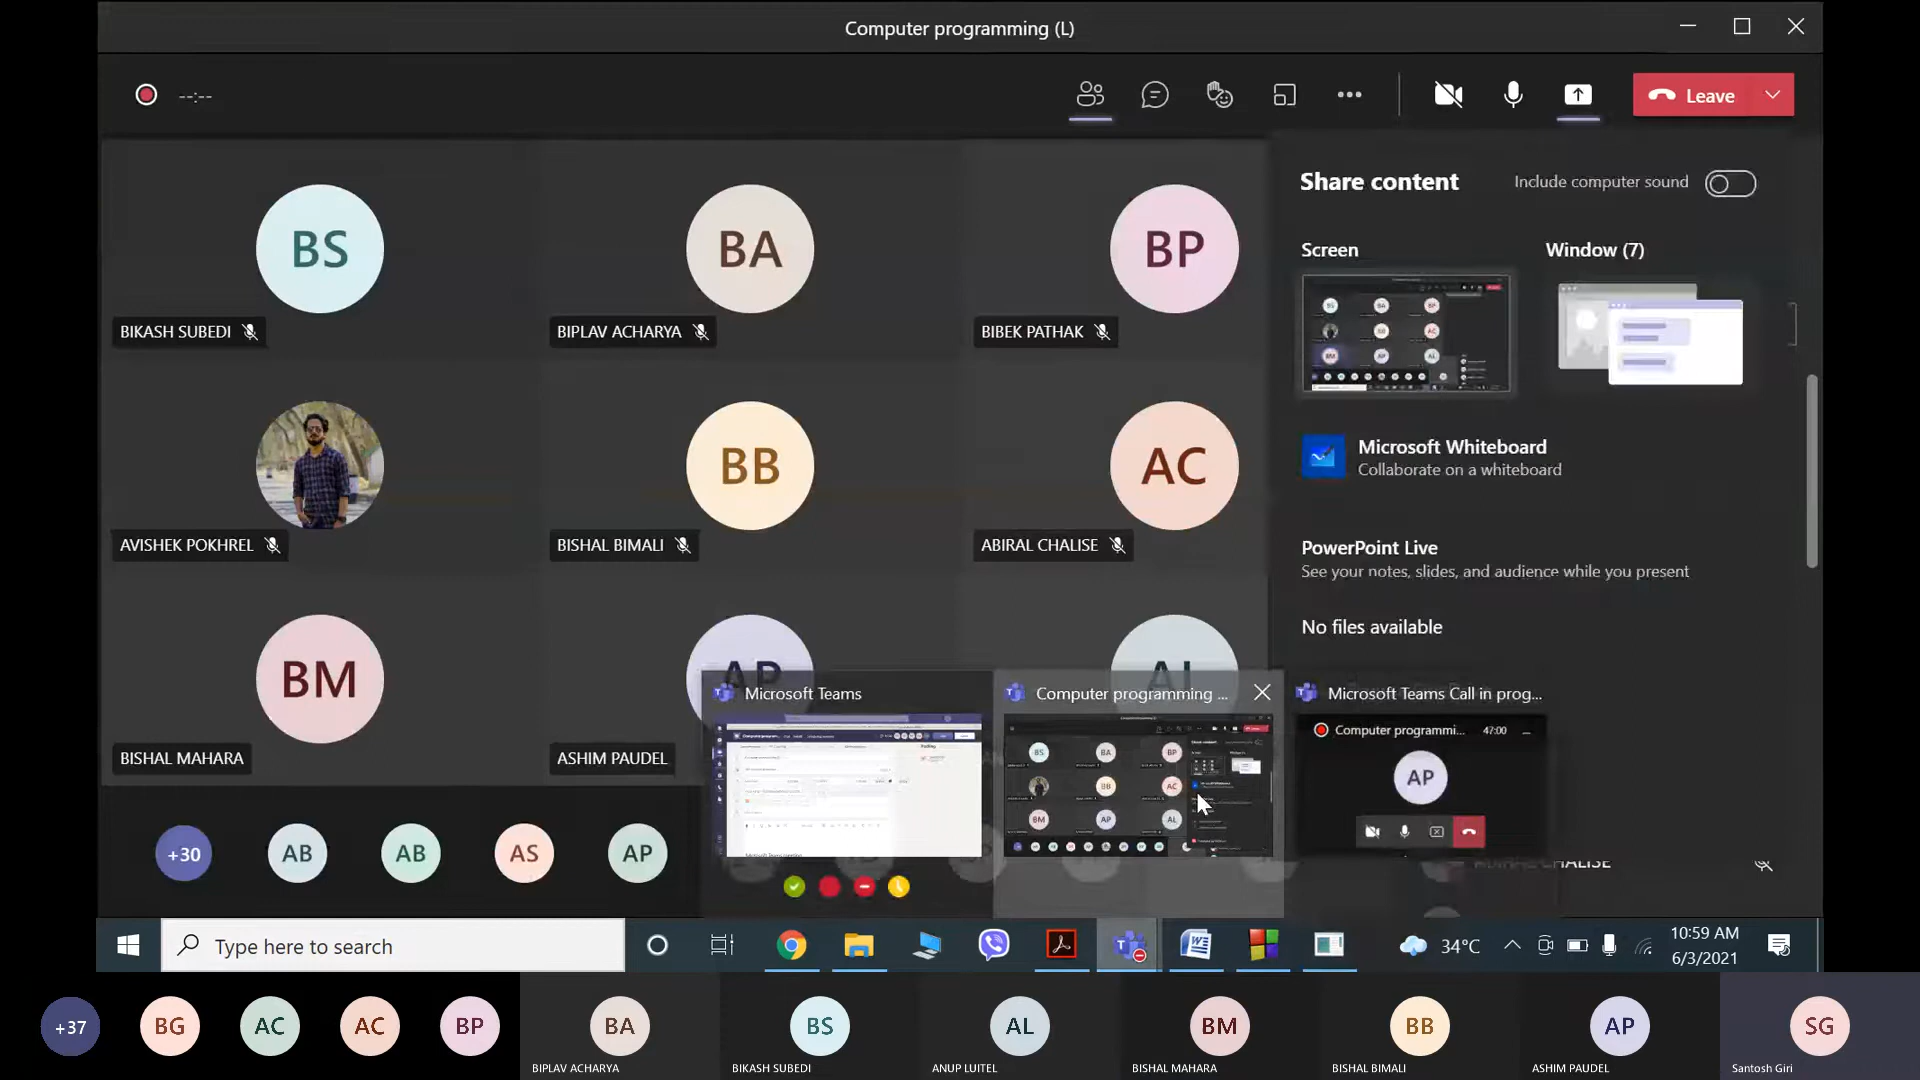 Computer programming (L)
--:--
Leave
BS
BA
BP
BIKASH SUBEDI
BIPLAV ACHARYA
BIBEK PATHAK
BB
AC
AVISHEK POKHREL
BISHAL BIMALI
ABIRAL CHALISE
BM
AP
AL
BISHAL MAHARA
ASHIM PAUDEL
+30
AB
AB
AS
AP
Share content
Include computer sound
Screen
Window (7)
Microsoft Whiteboard
Collaborate on a whiteboard
PowerPoint Live
See your notes, slides, and audience while you present
No files available
Microsoft Teams
Computer programming ...
Microsoft Teams Call in prog...
Computer programmi...
47:00
AP
ABIRAL CHALISE
Type here to search
34°C
10:59 AM
6/3/2021
+37
BG
AC
AC
BP
BA
BS
AL
BM
BB
AP
SG
BIPLAV ACHARYA
BIKASH SUBEDI
ANUP LUITEL
BISHAL MAHARA
BISHAL BIMALI
ASHIM PAUDEL
Santosh Giri